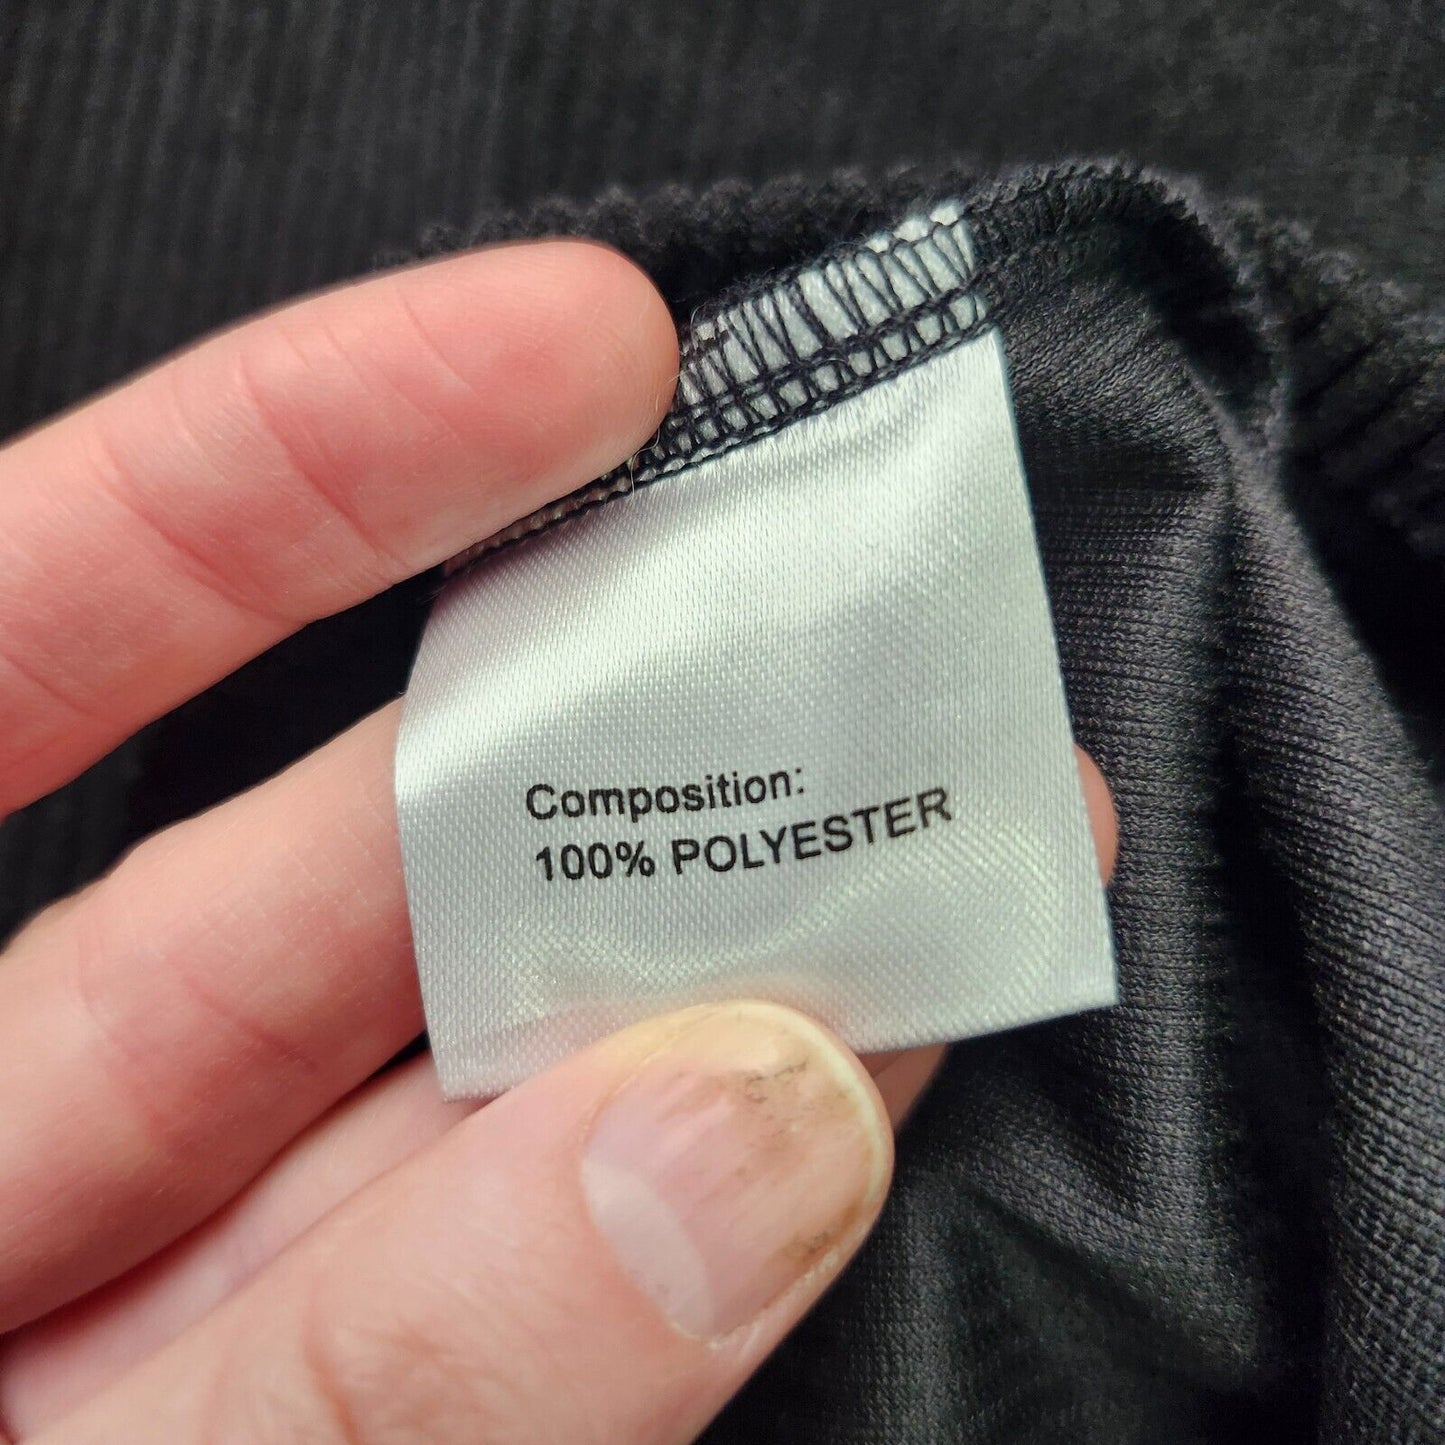 Composition:
100% POLYESTER